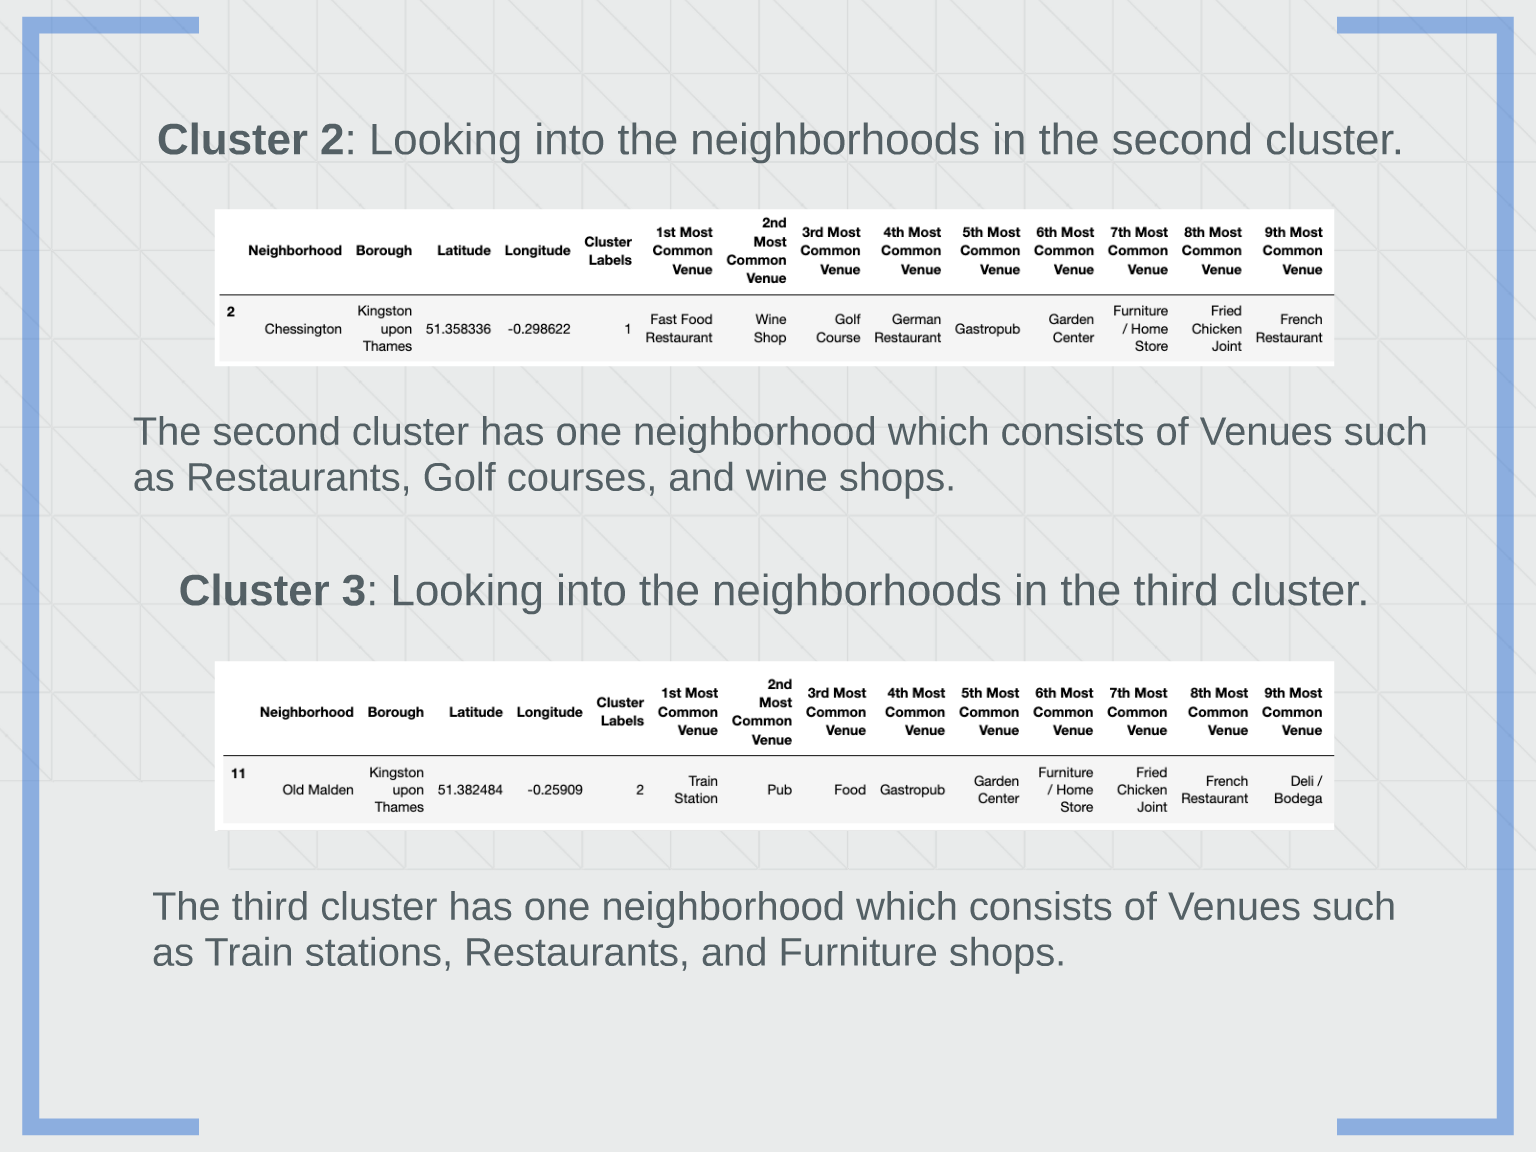 Cluster 2: Looking into the neighborhoods in the second cluster.
Neighborhood Borough Latitude Longitude Cluster Labels 1st Most Common Venue 2nd Most Common Venue 3rd Most Common Venue 4th Most Common Venue 5th Most Common Venue 6th Most Common Venue 7th Most Common Venue 8th Most Common Venue 9th Most Common Venue
2 Chessington Kingston upon Thames 51.358336 -0.298622 1 Fast Food Restaurant Wine Shop Golf Course German Restaurant Gastropub Garden Center Furniture / Home Store Fried Chicken Joint French Restaurant
The second cluster has one neighborhood which consists of Venues such
as Restaurants, Golf courses, and wine shops.
Cluster 3: Looking into the neighborhoods in the third cluster.
Neighborhood Borough Latitude Longitude Cluster Labels 1st Most Common Venue 2nd Most Common Venue 3rd Most Common Venue 4th Most Common Venue 5th Most Common Venue 6th Most Common Venue 7th Most Common Venue 8th Most Common Venue 9th Most Common Venue
11 Old Malden Kingston upon Thames 51.382484 -0.25909 2 Train Station Pub Food Gastropub Garden Center Furniture / Home Store Fried Chicken Joint French Restaurant Deli / Bodega
The third cluster has one neighborhood which consists of Venues such
as Train stations, Restaurants, and Furniture shops.